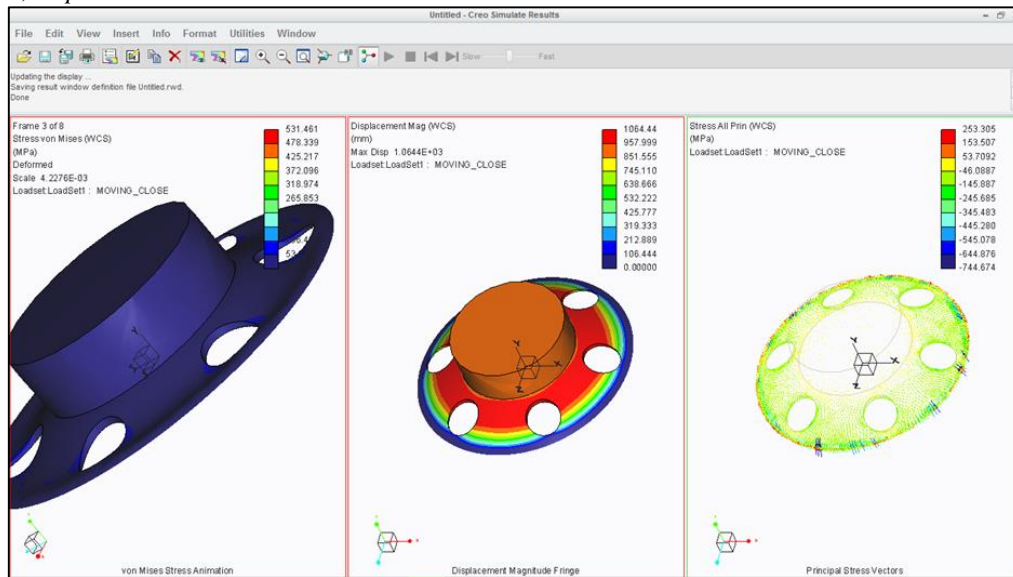 Untitled - Creo Simulate Results
File Edit View Insert Info Format Utilities Window
Slow Fast
Updating the display ...
Saving result window definition file Untitled.rwd.
Done
Frame 3 of 8
Stress von Mises (WCS)
(MPa)
Deformed
Scale 4.2276E-03
Loadset:LoadSet1 : MOVING_CLOSE
531.461
478.339
425.217
372.096
318.974
265.853
Y
von Mises Stress Animation
Displacement Mag (WCS)
(mm)
Max Disp 1.0644E+03
Loadset:LoadSet1 : MOVING_CLOSE
1064.44
957.999
851.555
745.110
638.666
532.222
425.777
319.333
212.889
106.444
0.00000
Y
X
Z
Displacement Magnitude Fringe
Stress All Prin (WCS)
(MPa)
Loadset:LoadSet1 : MOVING_CLOSE
253.305
153.507
53.7092
-46.0887
-145.887
-245.685
-345.483
-445.280
-545.078
-644.876
-744.674
Y
X
Z
Principal Stress Vectors